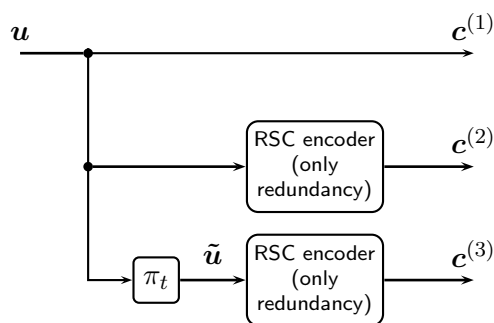 u
c^{(1)}
RSC encoder
(only
redundancy)
c^{(2)}
π_t
ũ
RSC encoder
(only
redundancy)
c^{(3)}